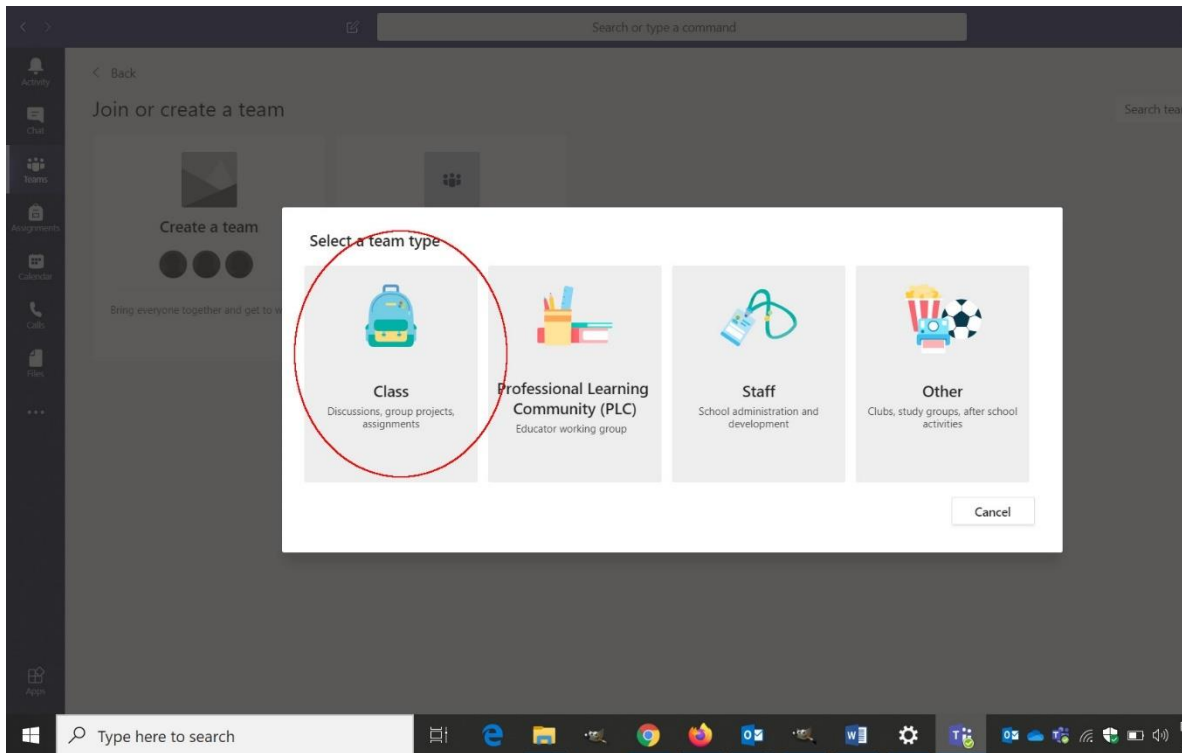 Search or type a command
Activity
Chat
Teams
Assignments
Calendar
Calls
Files
Apps
Back
Join or create a team
Search tea
Create a team
Bring everyone together and get to w
Select a team type
Class
Discussions, group projects,
assignments
Professional Learning
Community (PLC)
Educator working group
Staff
School administration and
development
Other
Clubs, study groups, after school
activities
Cancel
Type here to search